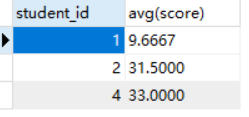 student_id avg(score)
1 9.6667
2 31.5000
4 33.0000